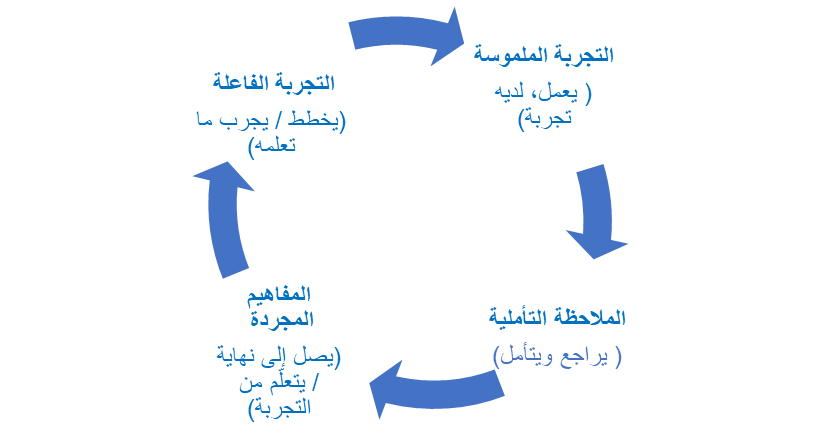 التجربة الملموسة
( يعمل، لديه
تجربة)
الملاحظة التأملية
( يراجع ويتأمل)
المفاهيم
المجردة
(يصل إلى نهاية
/ يتعلّم من
التجربة)
التجربة الفاعلة
(يخطط / يجرب ما
تعلمه)